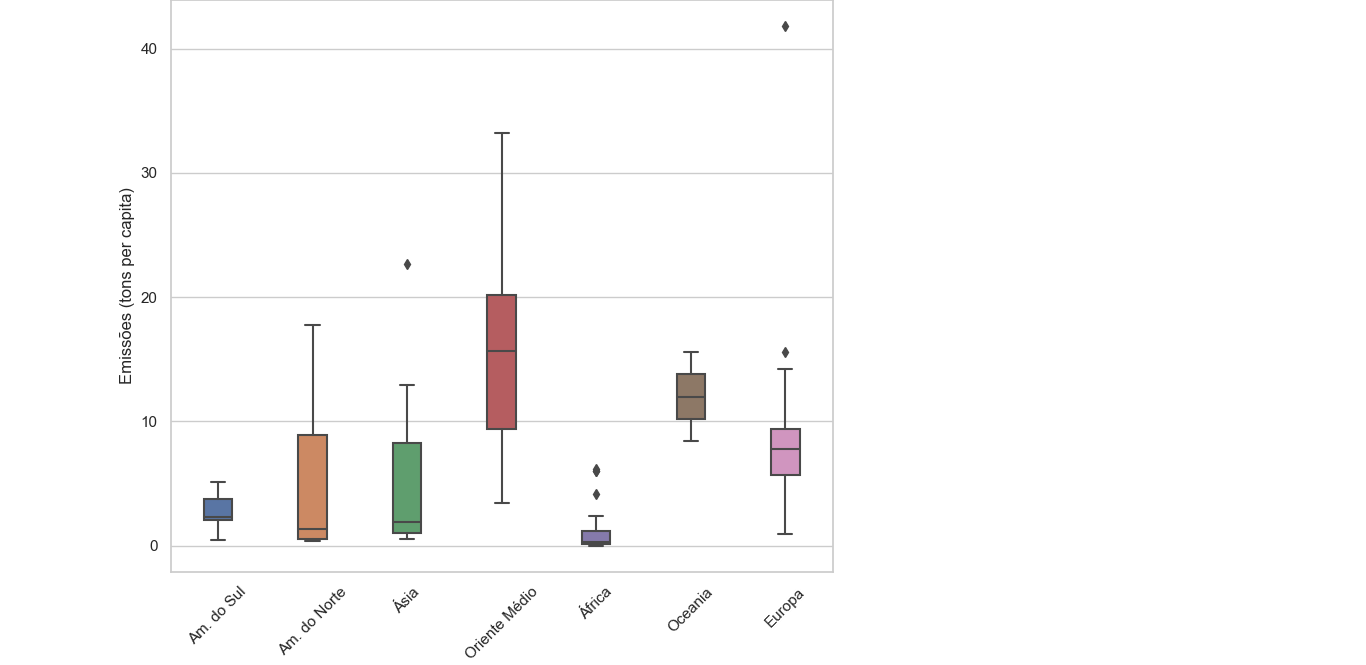 40
30
20
10
0
Emissões (tons per capita)
Am. do Sul
Am. do Norte
Ásia
Oriente Médio
África
Oceania
Europa